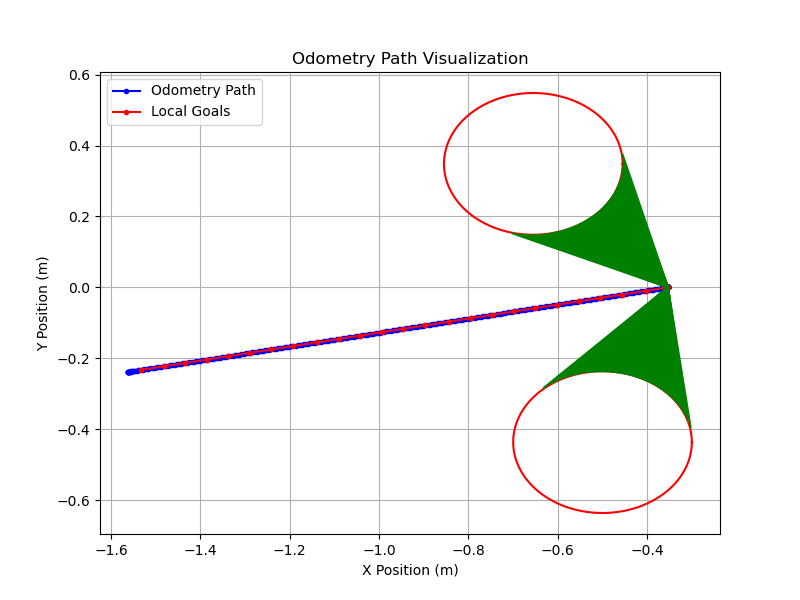 Odometry Path Visualization
Odometry Path
Local Goals
0.6
0.4
0.2
0.0
−0.2
−0.4
−0.6
Y Position (m)
−1.6
−1.4
−1.2
−1.0
−0.8
−0.6
−0.4
X Position (m)